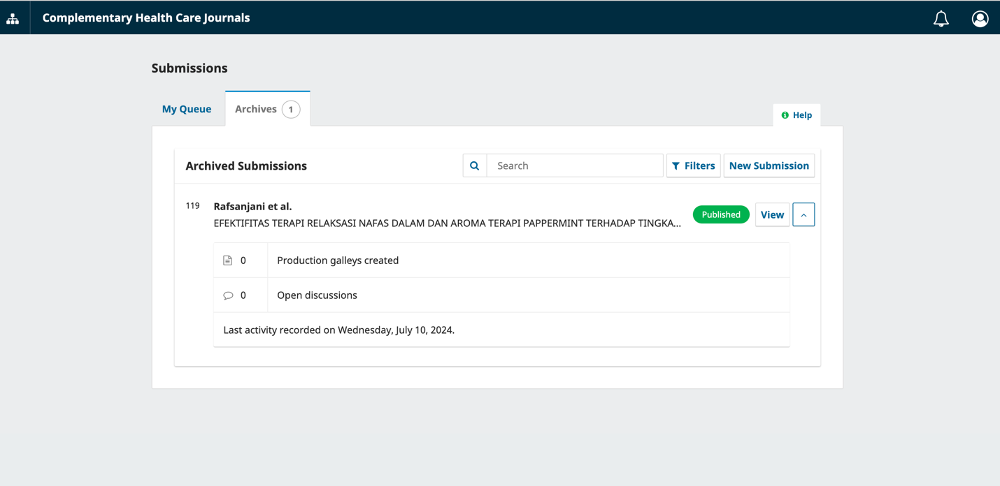 Complementary Health Care Journals
Submissions
My Queue
Archives 1
Help
Archived Submissions
Search
Filters
New Submission
119
Rafsanjani et al.
EFEKTIFITAS TERAPI RELAKSASI NAFAS DALAM DAN AROMA TERAPI PAPPERMINT TERHADAP TINGKA...
Published
View
0 Production galleys created
0 Open discussions
Last activity recorded on Wednesday, July 10, 2024.